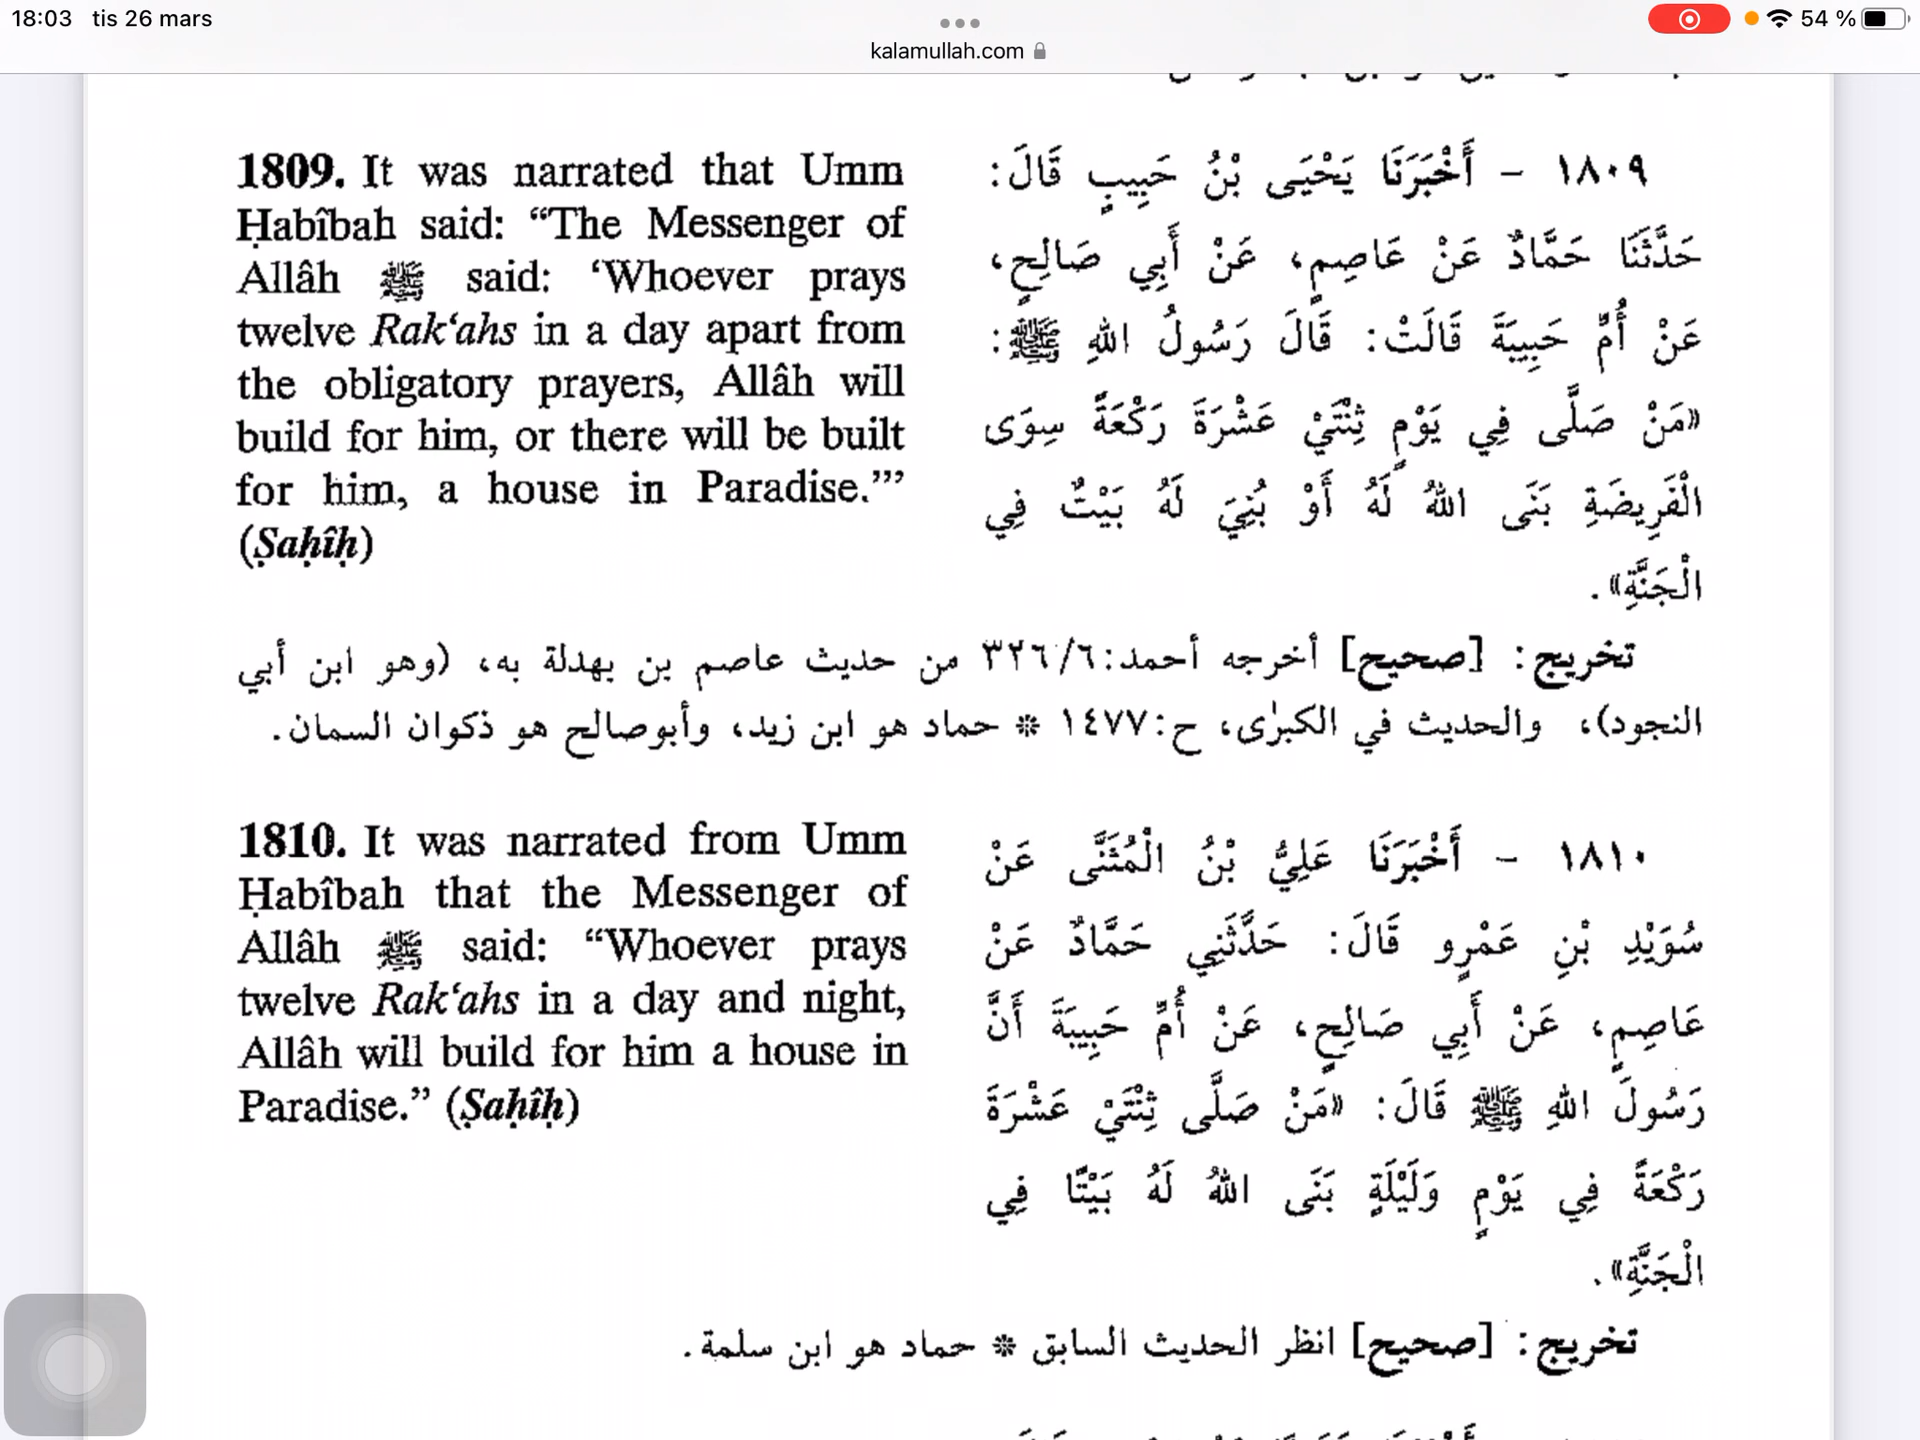 18:03 tis 26 mars
54 %
kalamullah.com
1809. It was narrated that Umm
Ḥabîbah said: “The Messenger of
Allâh ﷺ said: ‘Whoever prays
twelve Rak‘ahs in a day apart from
the obligatory prayers, Allâh will
build for him, or there will be built
for him, a house in Paradise.’”
(Ṣaḥîḥ)
١٨٠٩ - أَخْبَرَنَا يَحْيَى بْنُ حَبِيبٍ قَالَ:
حَدَّثَنَا حَمَّادٌ عَنْ عَاصِمٍ، عَنْ أَبِي صَالِحٍ،
عَنْ أُمِّ حَبِيبَةَ قَالَتْ: قَالَ رَسُولُ اللهِ ﷺ:
«مَنْ صَلَّى فِي يَوْمٍ ثِنْتَيْ عَشْرَةَ رَكْعَةً سِوَى
الْفَرِيضَةِ بَنَى اللهُ لَهُ أَوْ بُنِيَ لَهُ بَيْتٌ فِي
الْجَنَّةِ».
تخريج: [صحيح] أخرجه أحمد:٣٢٦/٦ من حديث عاصم بن بهدلة به، (وهو ابن أبي
النجود)، والحديث في الكبرٰى، ح:١٤٧٧ * حماد هو ابن زيد، وأبوصالح هو ذكوان السمان.
1810. It was narrated from Umm
Ḥabîbah that the Messenger of
Allâh ﷺ said: “Whoever prays
twelve Rak‘ahs in a day and night,
Allâh will build for him a house in
Paradise.” (Ṣaḥîḥ)
١٨١٠ - أَخْبَرَنَا عَلِيُّ بْنُ الْمُثَنَّى عَنْ
سُوَيْدِ بْنِ عَمْرٍو قَالَ: حَدَّثَنِي حَمَّادٌ عَنْ
عَاصِمٍ، عَنْ أَبِي صَالِحٍ، عَنْ أُمِّ حَبِيبَةَ أَنَّ
رَسُولَ اللهِ ﷺ قَالَ: «مَنْ صَلَّى ثِنْتَيْ عَشْرَةَ
رَكْعَةً فِي يَوْمٍ وَلَيْلَةٍ بَنَى اللهُ لَهُ بَيْتًا فِي
الْجَنَّةِ».
تخريج: [صحيح] انظر الحديث السابق * حماد هو ابن سلمة.